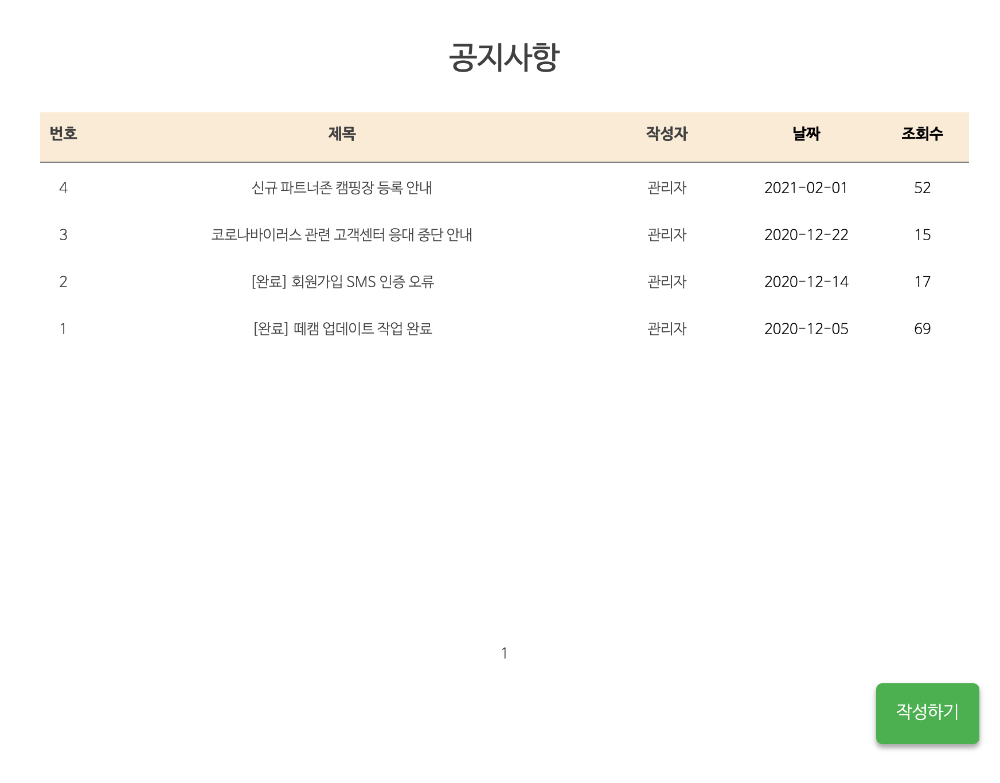 공지사항
번호 제목 작성자 날짜 조회수
4 신규 파트너존 캠핑장 등록 안내 관리자 2021-02-01 52
3 코로나바이러스 관련 고객센터 응대 중단 안내 관리자 2020-12-22 15
2 [완료] 회원가입 SMS 인증 오류 관리자 2020-12-14 17
1 [완료] 떼캠 업데이트 작업 완료 관리자 2020-12-05 69
1
작성하기